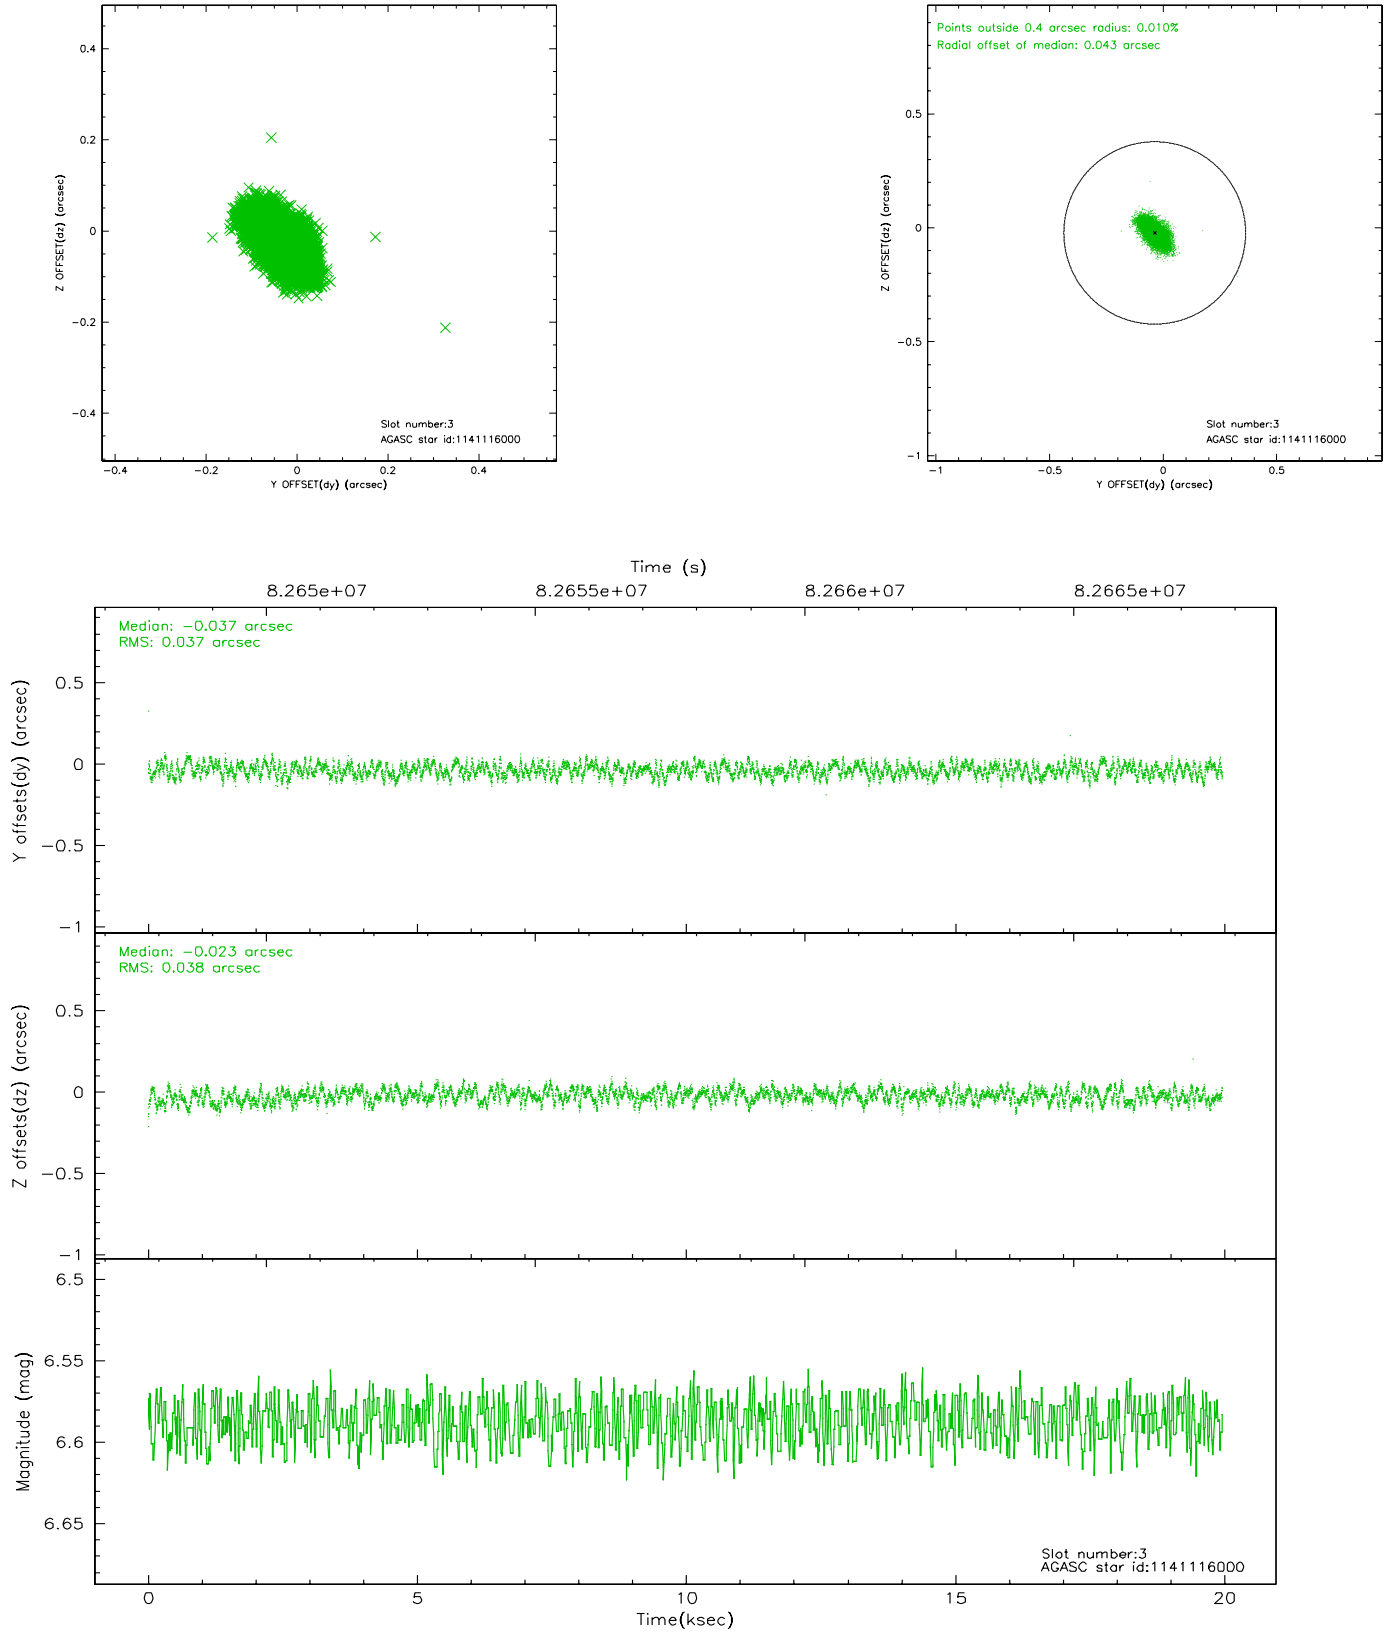 0.4
0.2
0
−0.2
−0.4
Z OFFSET(dz) (arcsec)
Slot number:3
AGASC star id:1141116000
−0.4 −0.2 0 0.2 0.4
Y OFFSET(dy) (arcsec)
Points outside 0.4 arcsec radius: 0.010%
Radial offset of median: 0.043 arcsec
0.5
0
−0.5
−1
Z OFFSET(dz) (arcsec)
Slot number:3
AGASC star id:1141116000
−1 −0.5 0 0.5
Y OFFSET(dy) (arcsec)
Time (s)
8.265e+07 8.2655e+07 8.266e+07 8.2665e+07
Median: −0.037 arcsec
RMS: 0.037 arcsec
0.5
0
−0.5
−1
Y offsets(dy) (arcsec)
Median: −0.023 arcsec
RMS: 0.038 arcsec
0.5
0
−0.5
−1
Z offsets(dz) (arcsec)
6.5
6.55
6.6
6.65
Magnitude (mag)
Slot number:3
AGASC star id:1141116000
0 5 10 15 20
Time(ksec)